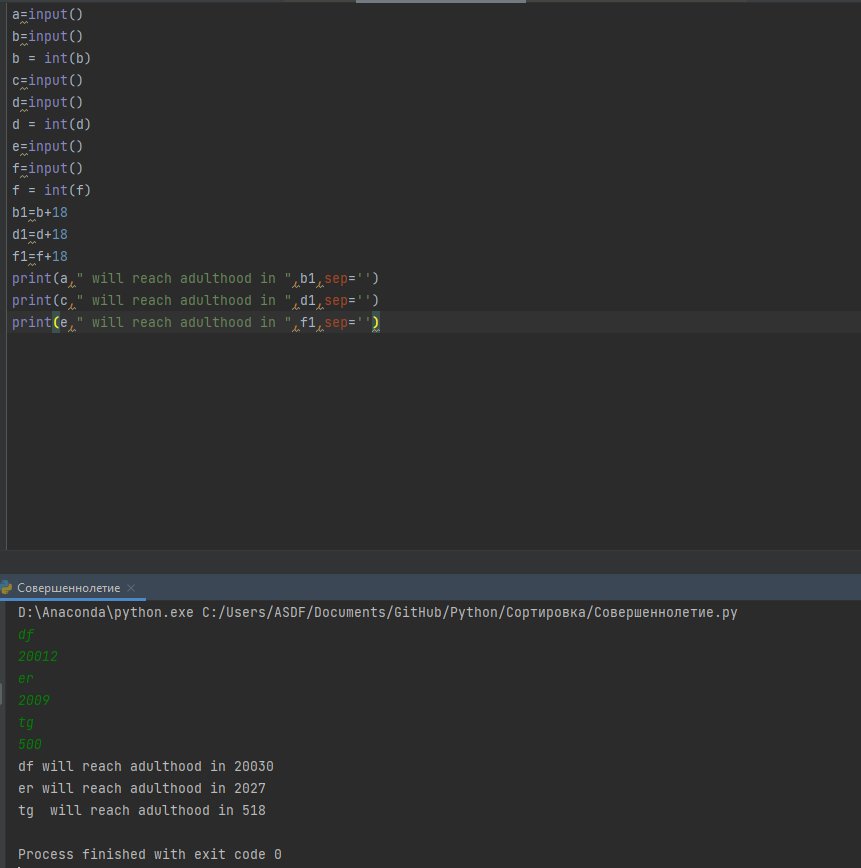 a=input()
b=input()
b = int(b)
c=input()
d=input()
d = int(d)
e=input()
f=input()
f = int(f)
b1=b+18
d1=d+18
f1=f+18
print(a," will reach adulthood in ",b1,sep='')
print(c," will reach adulthood in ",d1,sep='')
print(e," will reach adulthood in ",f1,sep='')
Совершеннолетие
D:\Anaconda\python.exe C:/Users/ASDF/Documents/GitHub/Python/Сортировка/Совершеннолетие.py
df
20012
er
2009
tg
500
df will reach adulthood in 20030
er will reach adulthood in 2027
tg  will reach adulthood in 518
Process finished with exit code 0